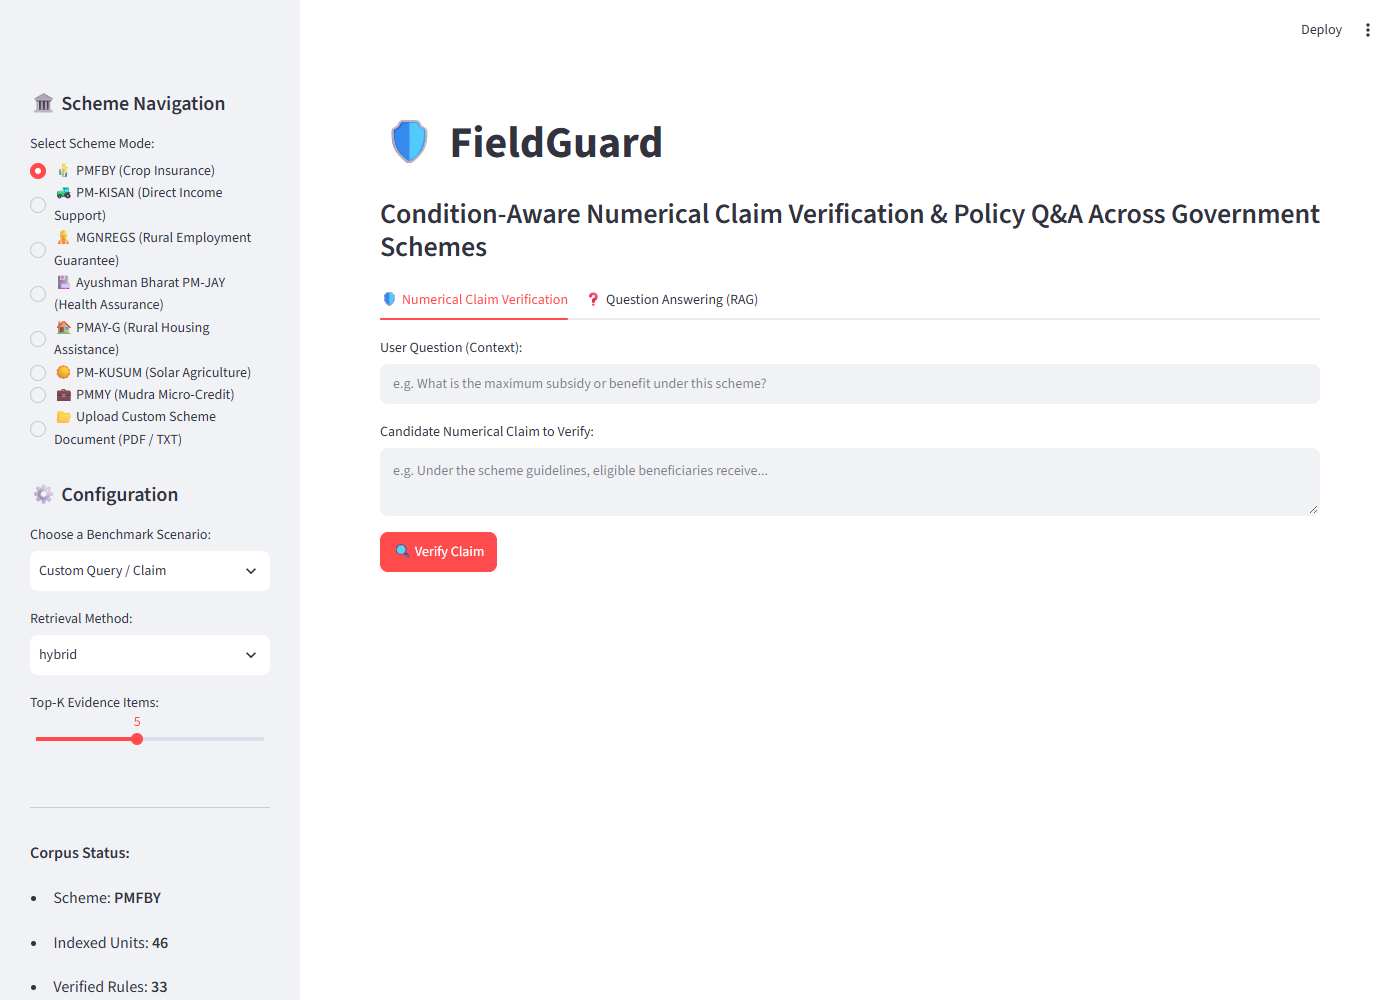 Deploy
Scheme Navigation
Select Scheme Mode:
PMFBY (Crop Insurance)
PM-KISAN (Direct Income
Support)
MGNREGS (Rural Employment
Guarantee)
Ayushman Bharat PM-JAY
(Health Assurance)
PMAY-G (Rural Housing
Assistance)
PM-KUSUM (Solar Agriculture)
PMMY (Mudra Micro-Credit)
Upload Custom Scheme
Document (PDF / TXT)
Configuration
Choose a Benchmark Scenario:
Custom Query / Claim
Retrieval Method:
hybrid
Top-K Evidence Items:
5
Corpus Status:
Scheme: PMFBY
Indexed Units: 46
Verified Rules: 33
FieldGuard
Condition-Aware Numerical Claim Verification & Policy Q&A Across Government
Schemes
Numerical Claim Verification
Question Answering (RAG)
User Question (Context):
e.g. What is the maximum subsidy or benefit under this scheme?
Candidate Numerical Claim to Verify:
e.g. Under the scheme guidelines, eligible beneficiaries receive...
Verify Claim